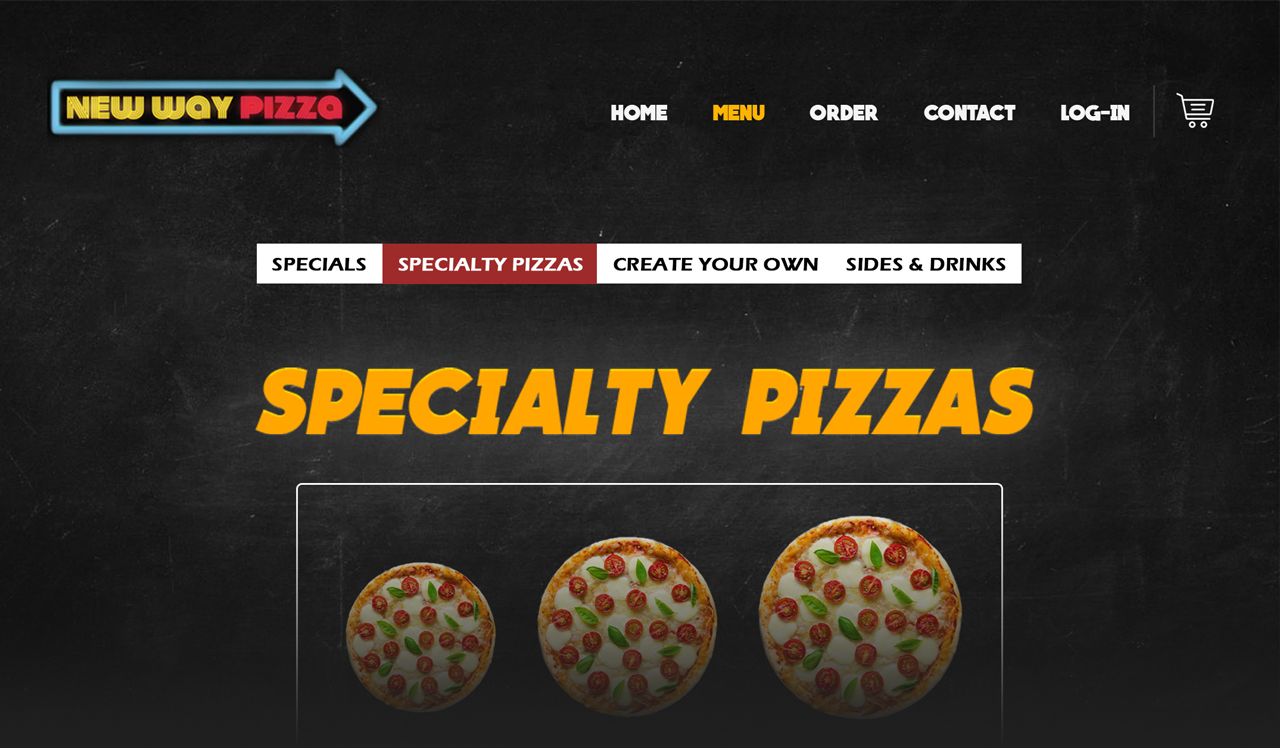 NEW WAY PIZZA
HOME MENU ORDER CONTACT LOG-IN
SPECIALS SPECIALTY PIZZAS CREATE YOUR OWN SIDES & DRINKS
SPECIALTY PIZZAS